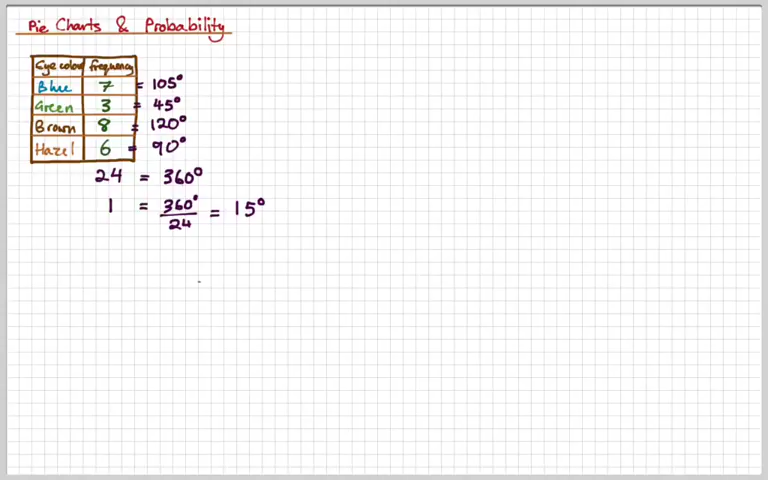 Pie Charts & Probability
Eye colour frequency
Blue 7 = 105°
Green 3 = 45°
Brown 8 = 120°
Hazel 6 = 90°
24 = 360°
1 = 360°/24 = 15°